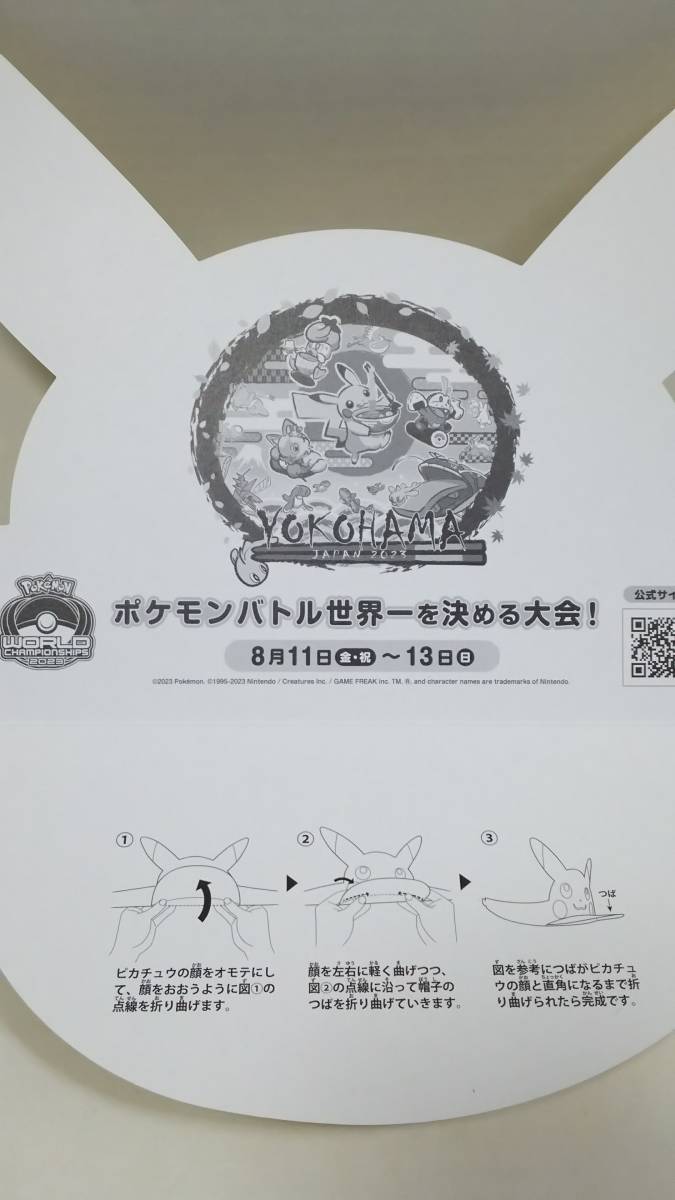 YOKOHAMA
JAPAN 2023
POKÉMON
WORLD
CHAMPIONSHIPS
2023
ポケモンバトル世界一を決める大会！
公式サイ
8月11日金・祝〜13日日
©2023 Pokémon. ©1995-2023 Nintendo / Creatures Inc. / GAME FREAK inc. TM, ®, and character names are trademarks of Nintendo.
①
②
③
つば
ピカチュウの顔をオモテにし
て、顔をおおうように図①の
点線を折り曲げます。
顔を左右に軽く曲げつつ、
図②の点線に沿って帽子の
つばを折り曲げていきます。
図を参考につばがピカチュ
ウの顔と直角になるまで折
り曲げられたら完成です。